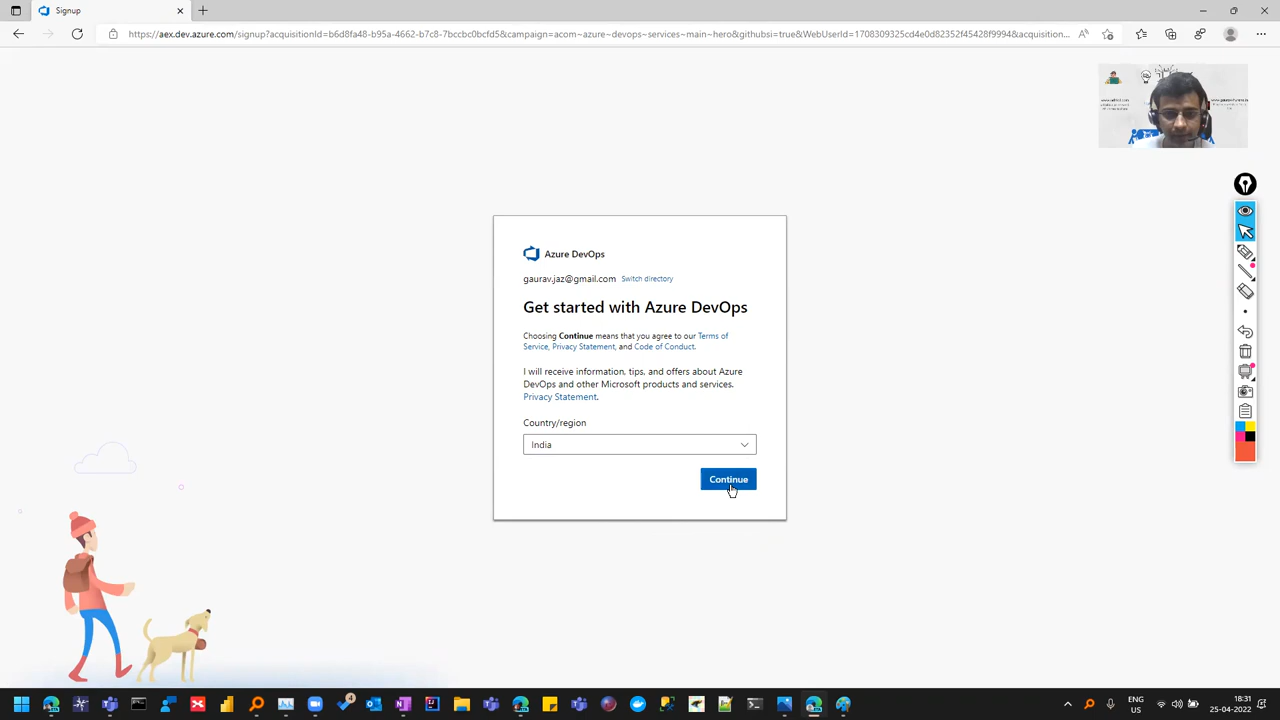 Signup
https://aex.dev.azure.com/signup?acquisitionId=b6d8fa48-b95a-4662-b7c8-7bccbc0bcfd5&campaign=acom~azure~devops~services~main~hero&githubsi=true&WebUserId=1708309325cd4e0d82352f45428f9994&acquisition...
Azure DevOps
gaurav.jaz@gmail.com Switch directory
Get started with Azure DevOps
Choosing Continue means that you agree to our Terms of
Service, Privacy Statement, and Code of Conduct.
I will receive information, tips, and offers about Azure
DevOps and other Microsoft products and services.
Privacy Statement.
Country/region
India
Continue
4
ENG
US
18:31
25-04-2022